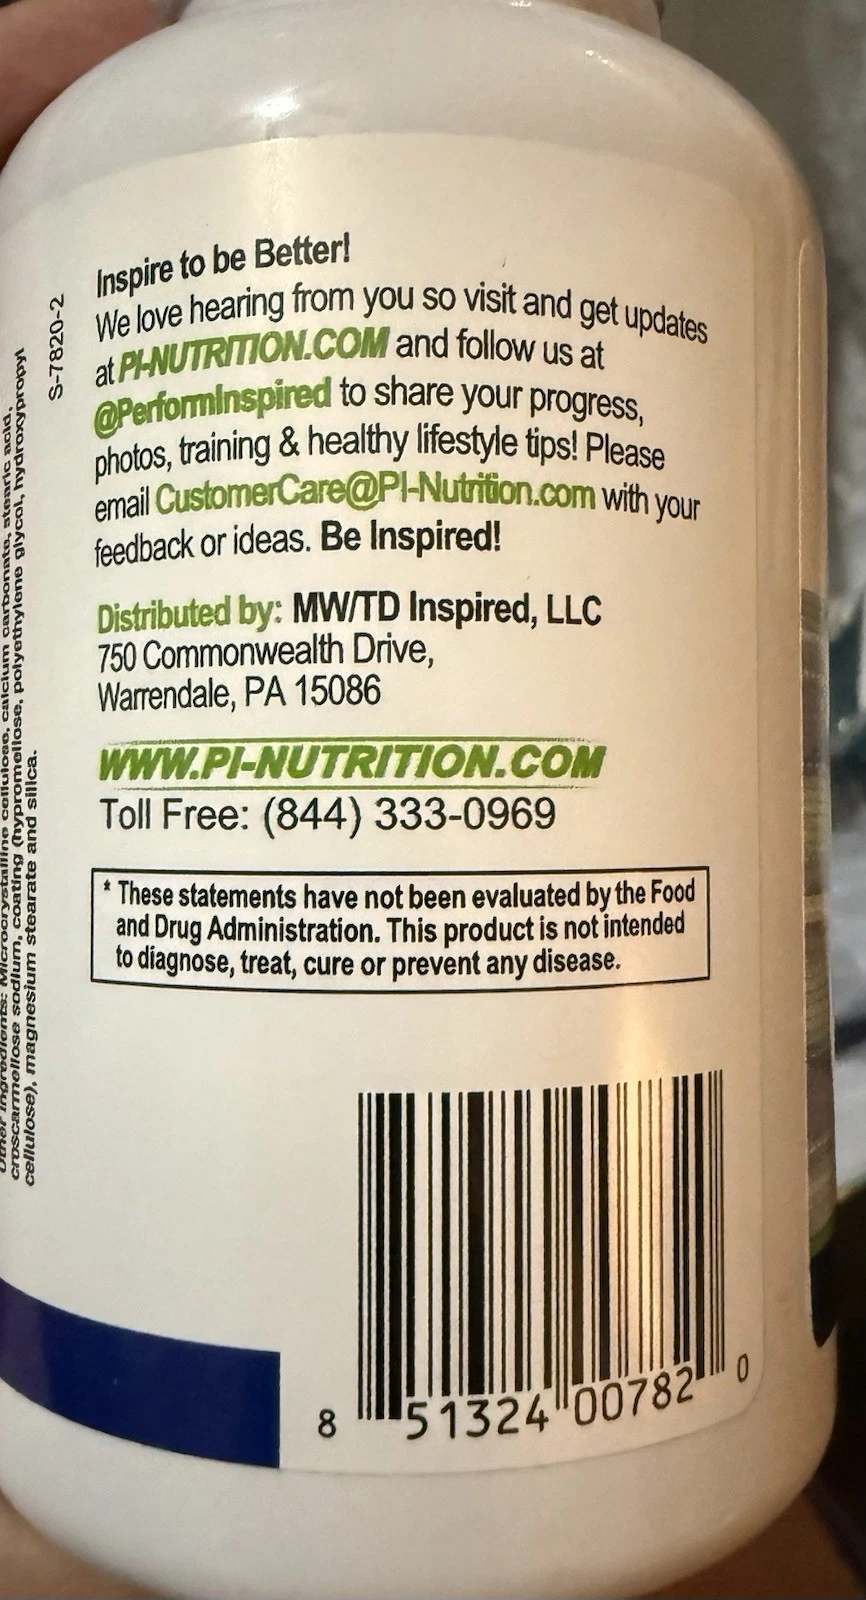 Inspire to be Better!
We love hearing from you so visit and get updates
at PI-NUTRITION.COM and follow us at
@PerformInspired to share your progress,
photos, training & healthy lifestyle tips! Please
email CustomerCare@PI-Nutrition.com with your
feedback or ideas. Be Inspired!
Distributed by: MW/TD Inspired, LLC
750 Commonwealth Drive,
Warrendale, PA 15086
WWW.PI-NUTRITION.COM
Toll Free: (844) 333-0969
* These statements have not been evaluated by the Food
and Drug Administration. This product is not intended
to diagnose, treat, cure or prevent any disease.
8 51324 00782 0
S-7820-2
Other Ingredients: Microcrystalline cellulose, calcium carbonate, stearic acid,
croscarmellose sodium, coating (hypromellose, polyethylene glycol, hydroxypropyl
cellulose), magnesium stearate and silica.